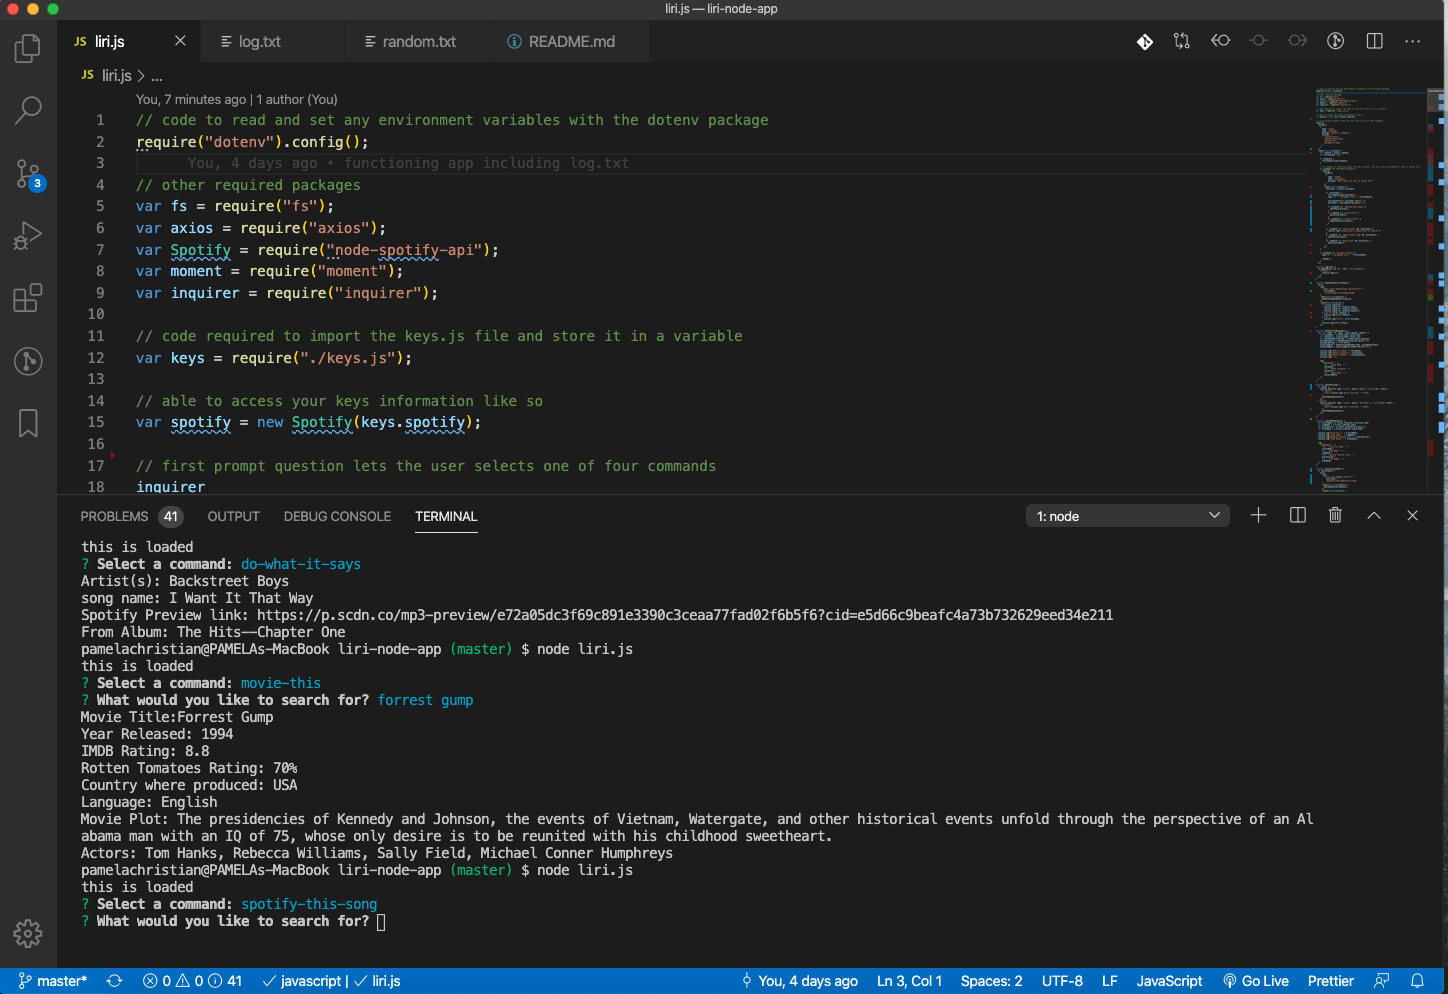 liri.js — liri-node-app
JS liri.js
log.txt
random.txt
README.md
JS liri.js > ...
You, 7 minutes ago | 1 author (You)
1 // code to read and set any environment variables with the dotenv package
2 require("dotenv").config();
3 You, 4 days ago • functioning app including log.txt
4 // other required packages
5 var fs = require("fs");
6 var axios = require("axios");
7 var Spotify = require("node-spotify-api");
8 var moment = require("moment");
9 var inquirer = require("inquirer");
10
11 // code required to import the keys.js file and store it in a variable
12 var keys = require("./keys.js");
13
14 // able to access your keys information like so
15 var spotify = new Spotify(keys.spotify);
16
17 // first prompt question lets the user selects one of four commands
18 inquirer
3
PROBLEMS 41 OUTPUT DEBUG CONSOLE TERMINAL 1: node
this is loaded
? Select a command: do-what-it-says
Artist(s): Backstreet Boys
song name: I Want It That Way
Spotify Preview link: https://p.scdn.co/mp3-preview/e72a05dc3f69c891e3390c3ceaa77fad02f6b5f6?cid=e5d66c9beafc4a73b732629eed34e211
From Album: The Hits--Chapter One
pamelachristian@PAMELAs-MacBook liri-node-app (master) $ node liri.js
this is loaded
? Select a command: movie-this
? What would you like to search for? forrest gump
Movie Title:Forrest Gump
Year Released: 1994
IMDB Rating: 8.8
Rotten Tomatoes Rating: 70%
Country where produced: USA
Language: English
Movie Plot: The presidencies of Kennedy and Johnson, the events of Vietnam, Watergate, and other historical events unfold through the perspective of an Al
abama man with an IQ of 75, whose only desire is to be reunited with his childhood sweetheart.
Actors: Tom Hanks, Rebecca Williams, Sally Field, Michael Conner Humphreys
pamelachristian@PAMELAs-MacBook liri-node-app (master) $ node liri.js
this is loaded
? Select a command: spotify-this-song
? What would you like to search for?
master* 0 0 41 javascript | liri.js You, 4 days ago Ln 3, Col 1 Spaces: 2 UTF-8 LF JavaScript Go Live Prettier